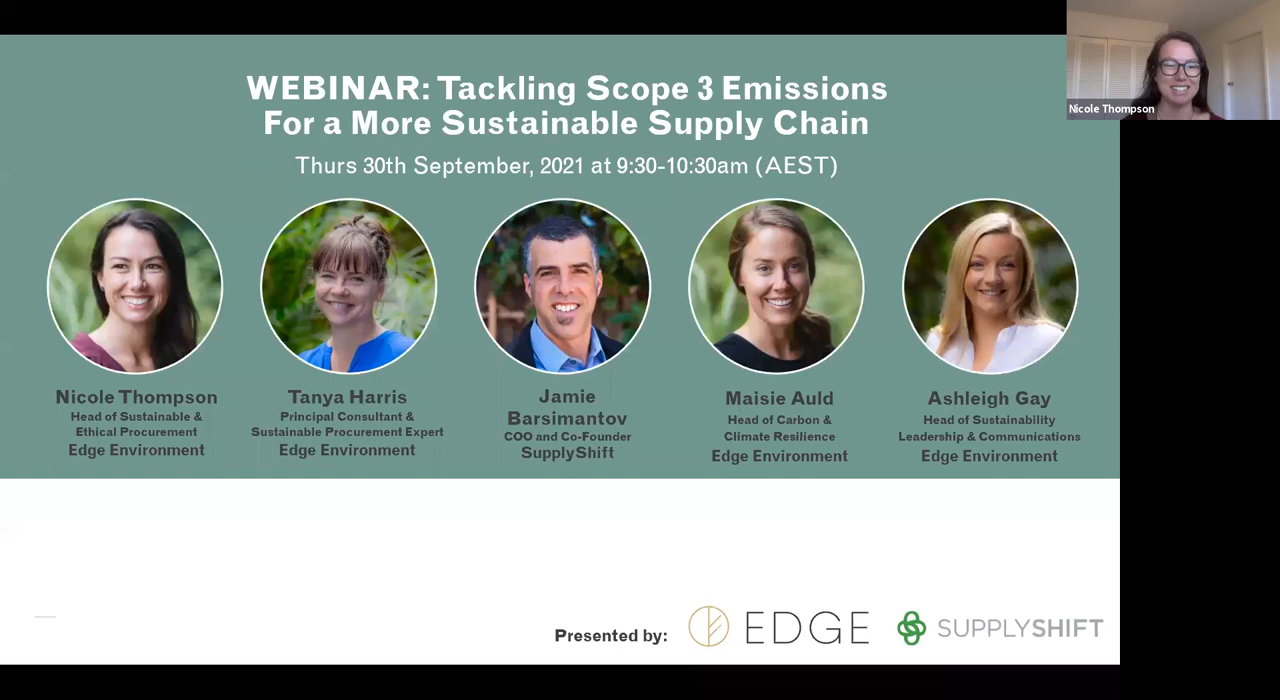 WEBINAR: Tackling Scope 3 Emissions
For a More Sustainable Supply Chain
Thurs 30th September, 2021 at 9:30-10:30am (AEST)
Nicole Thompson
Nicole Thompson
Head of Sustainable &
Ethical Procurement
Edge Environment
Tanya Harris
Principal Consultant &
Sustainable Procurement Expert
Edge Environment
Jamie
Barsimantov
COO and Co-Founder
SupplyShift
Maisie Auld
Head of Carbon &
Climate Resilience
Edge Environment
Ashleigh Gay
Head of Sustainability
Leadership & Communications
Edge Environment
Presented by:
EDGE
SUPPLYSHIFT